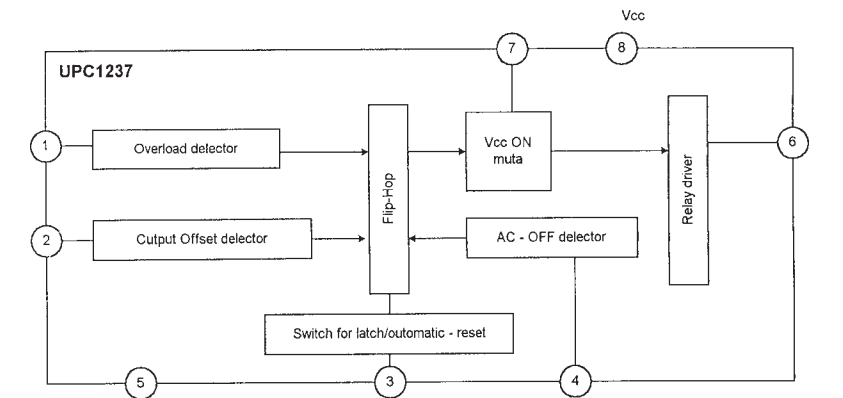 Vcc
7
8
UPC1237
1
Overload delector
Flip-Hop
Vcc ON
muta
Relay driver
6
2
Cutput Offset delector
AC - OFF delector
Switch for latch/outomatic - reset
5
3
4